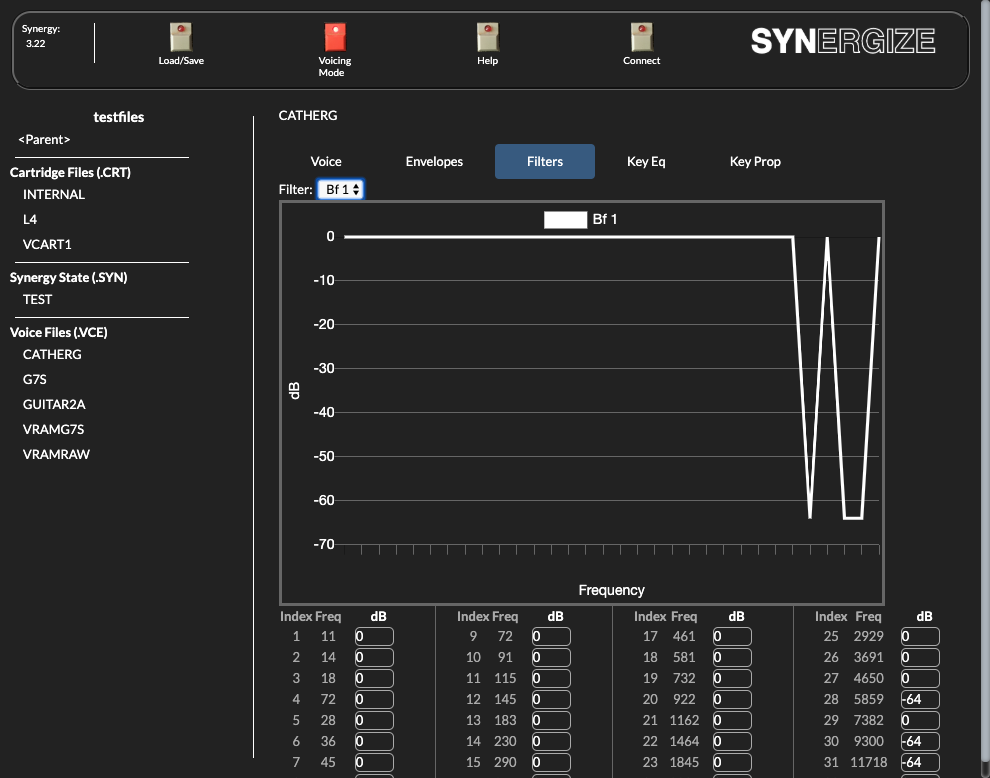 Synergy:
3.22
Load/Save
Voicing
Mode
Help
Connect
SYNERGIZE
testfiles
<Parent>
Cartridge Files (.CRT)
INTERNAL
L4
VCART1
Synergy State (.SYN)
TEST
Voice Files (.VCE)
CATHERG
G7S
GUITAR2A
VRAMG7S
VRAMRAW
CATHERG
Voice Envelopes Filters Key Eq Key Prop
Filter: Bf 1
Bf 1
0
-10
-20
-30
-40
-50
-60
-70
dB
Frequency
Index Freq dB Index Freq dB Index Freq dB Index Freq dB
1 11 0 9 72 0 17 461 0 25 2929 0
2 14 0 10 91 0 18 581 0 26 3691 0
3 18 0 11 115 0 19 732 0 27 4650 0
4 72 0 12 145 0 20 922 0 28 5859 -64
5 28 0 13 183 0 21 1162 0 29 7382 0
6 36 0 14 230 0 22 1464 0 30 9300 -64
7 45 0 15 290 0 23 1845 0 31 11718 -64